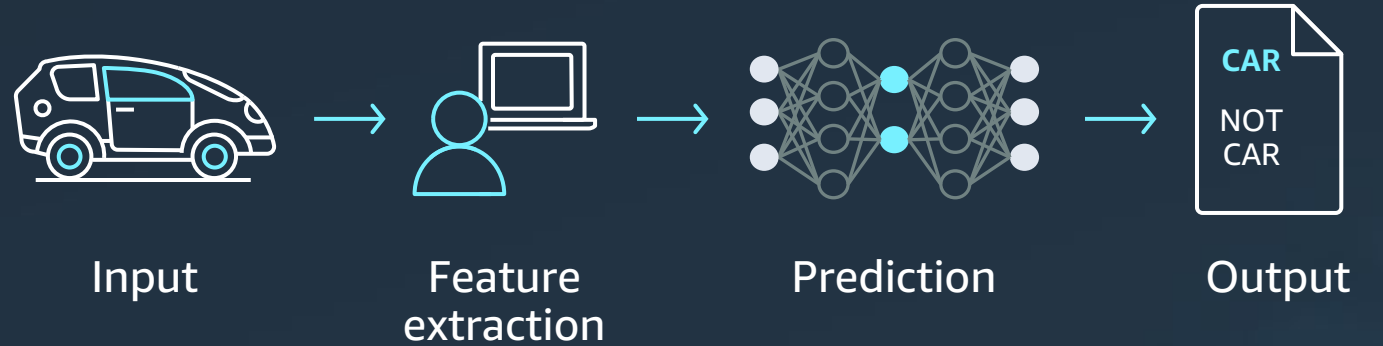 CAR
NOT
CAR
Input
Feature
extraction
Prediction
Output